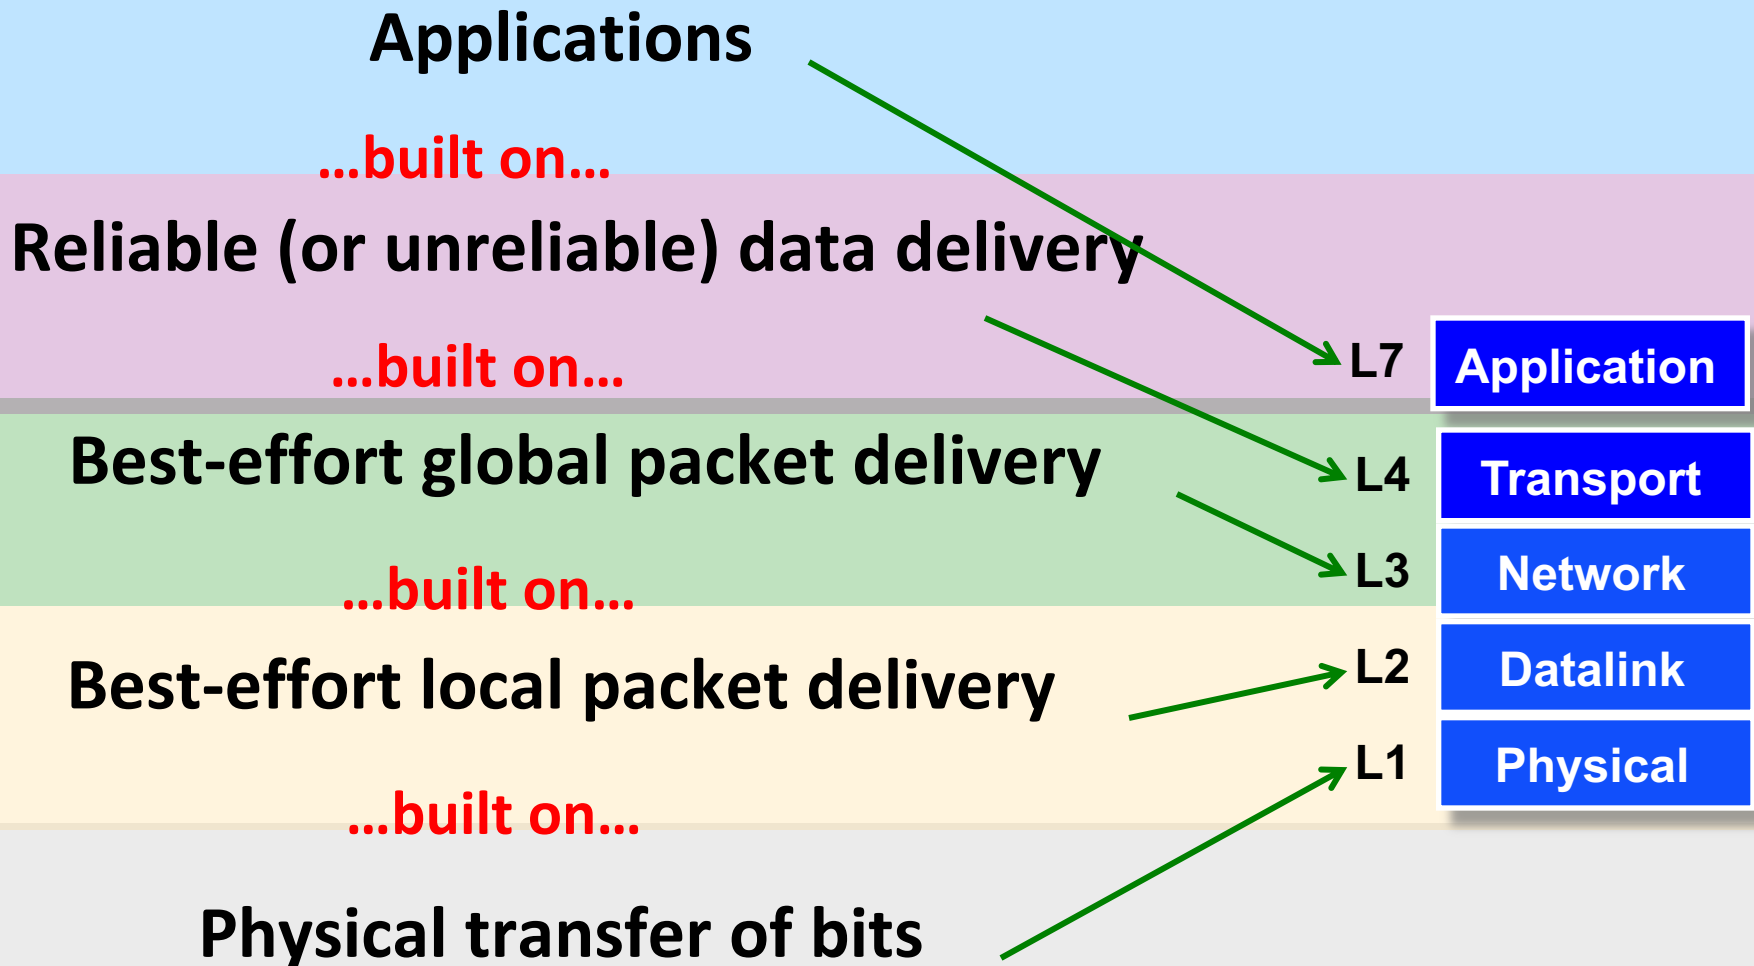 Applications
…built on…
Reliable (or unreliable) data delivery
…built on…
Best-effort global packet delivery
…built on…
Best-effort local packet delivery
…built on…
Physical transfer of bits
L7 Application
L4 Transport
L3 Network
L2 Datalink
L1 Physical